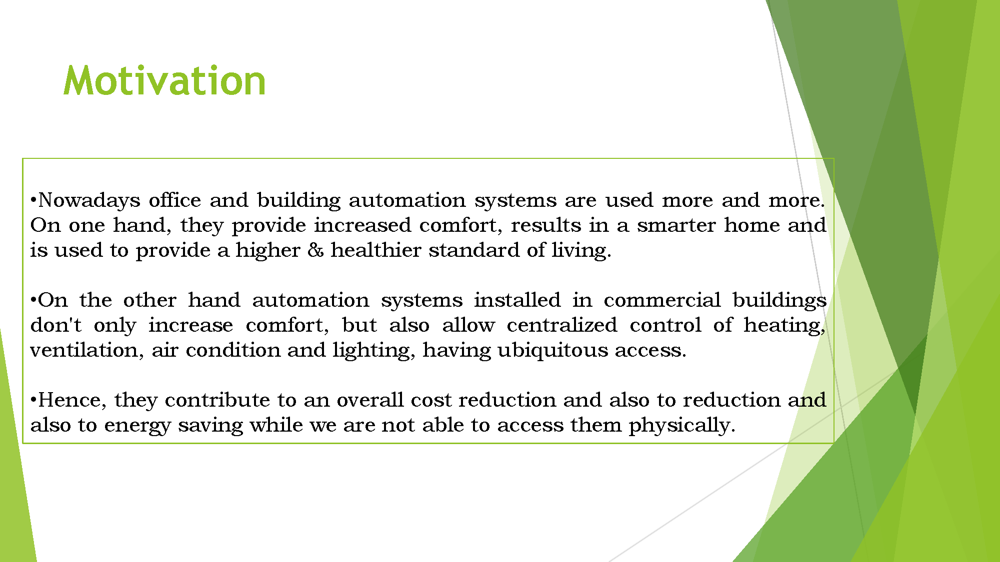 Motivation
•Nowadays office and building automation systems are used more and more.
On one hand, they provide increased comfort, results in a smarter home and
is used to provide a higher & healthier standard of living.
•On the other hand automation systems installed in commercial buildings
don't only increase comfort, but also allow centralized control of heating,
ventilation, air condition and lighting, having ubiquitous access.
•Hence, they contribute to an overall cost reduction and also to reduction and
also to energy saving while we are not able to access them physically.